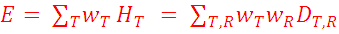 E = ∑_T w_T H_T = ∑_{T,R} w_T w_R D_{T,R}